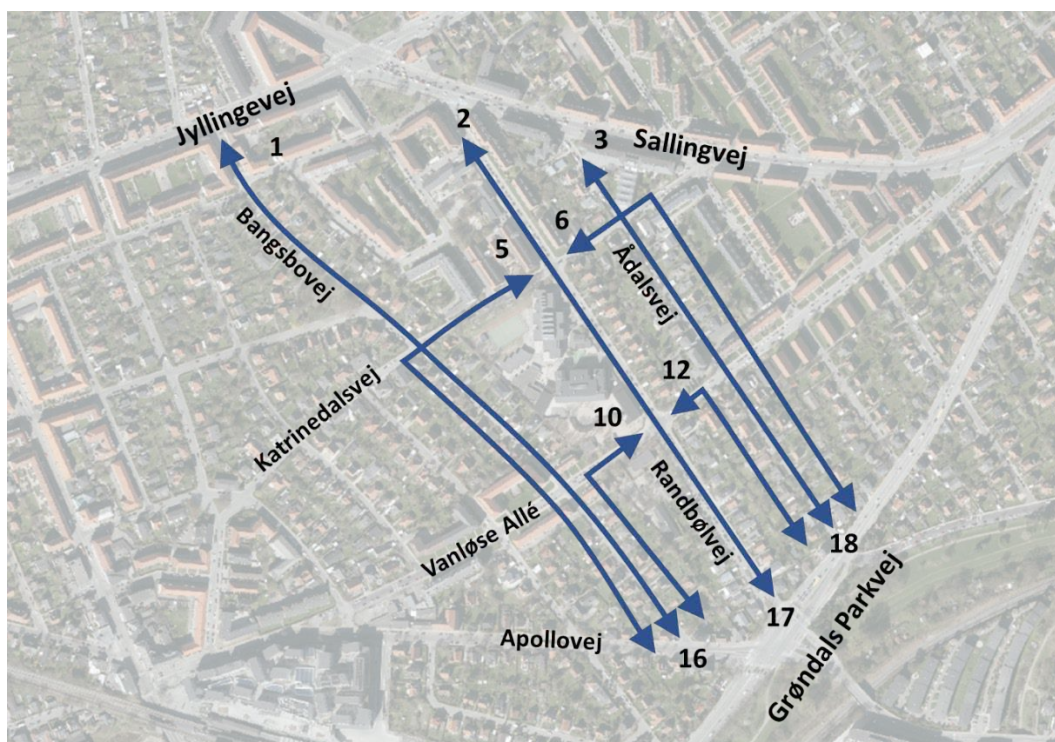 Jyllingevej
1
2
3
Sallingvej
Bangsbovej
5
6
Ådalsvej
Katrinedalsvej
12
10
Randbølvej
Vanløse Allé
18
17
Apollovej
16
Grøndals Parkvej